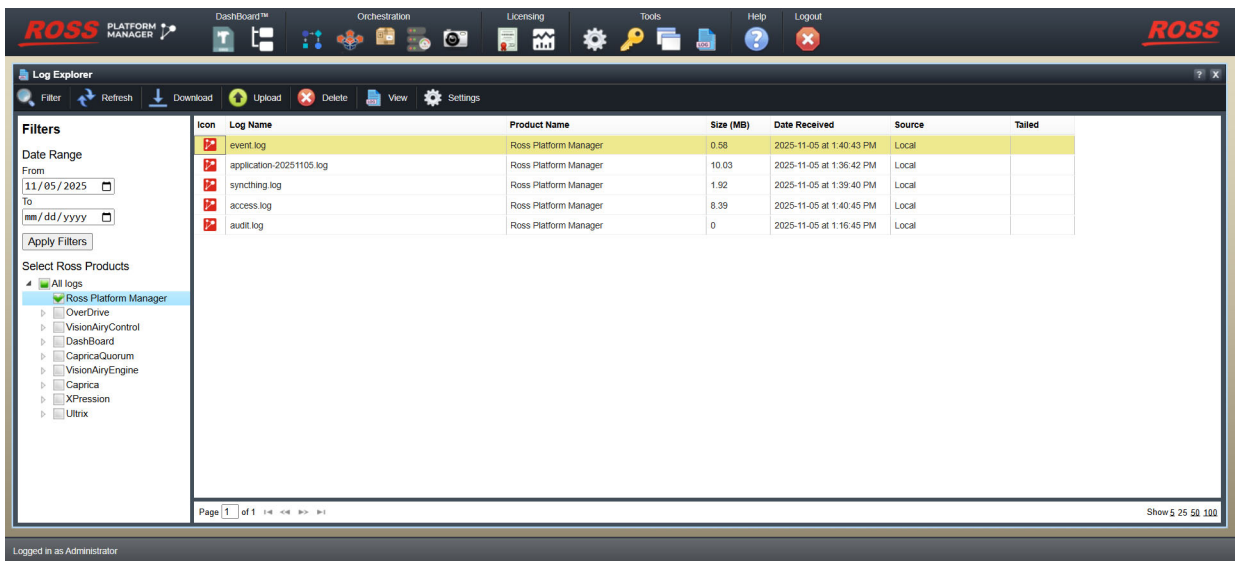 DashBoard™ Orchestration Licensing Tools Help Logout
ROSS PLATFORM MANAGER
ROSS
LOG
Log Explorer
? X
Filter Refresh Download Upload Delete View Settings
Filters
Date Range
From
11/05/2025
To
mm/dd/yyyy
Apply Filters
Select Ross Products
All logs
Ross Platform Manager
OverDrive
VisionAiryControl
DashBoard
CapricaQuorum
VisionAiryEngine
Caprica
XPression
Ultrix
Icon Log Name Product Name Size (MB) Date Received Source Tailed
event.log Ross Platform Manager 0.58 2025-11-05 at 1:40:43 PM Local
application-20251105.log Ross Platform Manager 10.03 2025-11-05 at 1:36:42 PM Local
syncthing.log Ross Platform Manager 1.92 2025-11-05 at 1:39:40 PM Local
access.log Ross Platform Manager 8.39 2025-11-05 at 1:40:45 PM Local
audit.log Ross Platform Manager 0 2025-11-05 at 1:16:45 PM Local
Page 1 of 1
Show 5 25 50 100
Logged in as Administrator